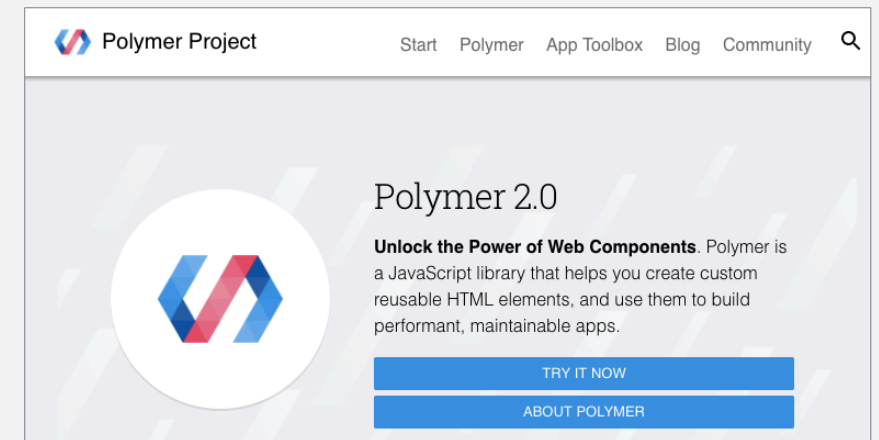 Polymer Project
Start Polymer App Toolbox Blog Community
Polymer 2.0
Unlock the Power of Web Components. Polymer is
a JavaScript library that helps you create custom
reusable HTML elements, and use them to build
performant, maintainable apps.
TRY IT NOW
ABOUT POLYMER